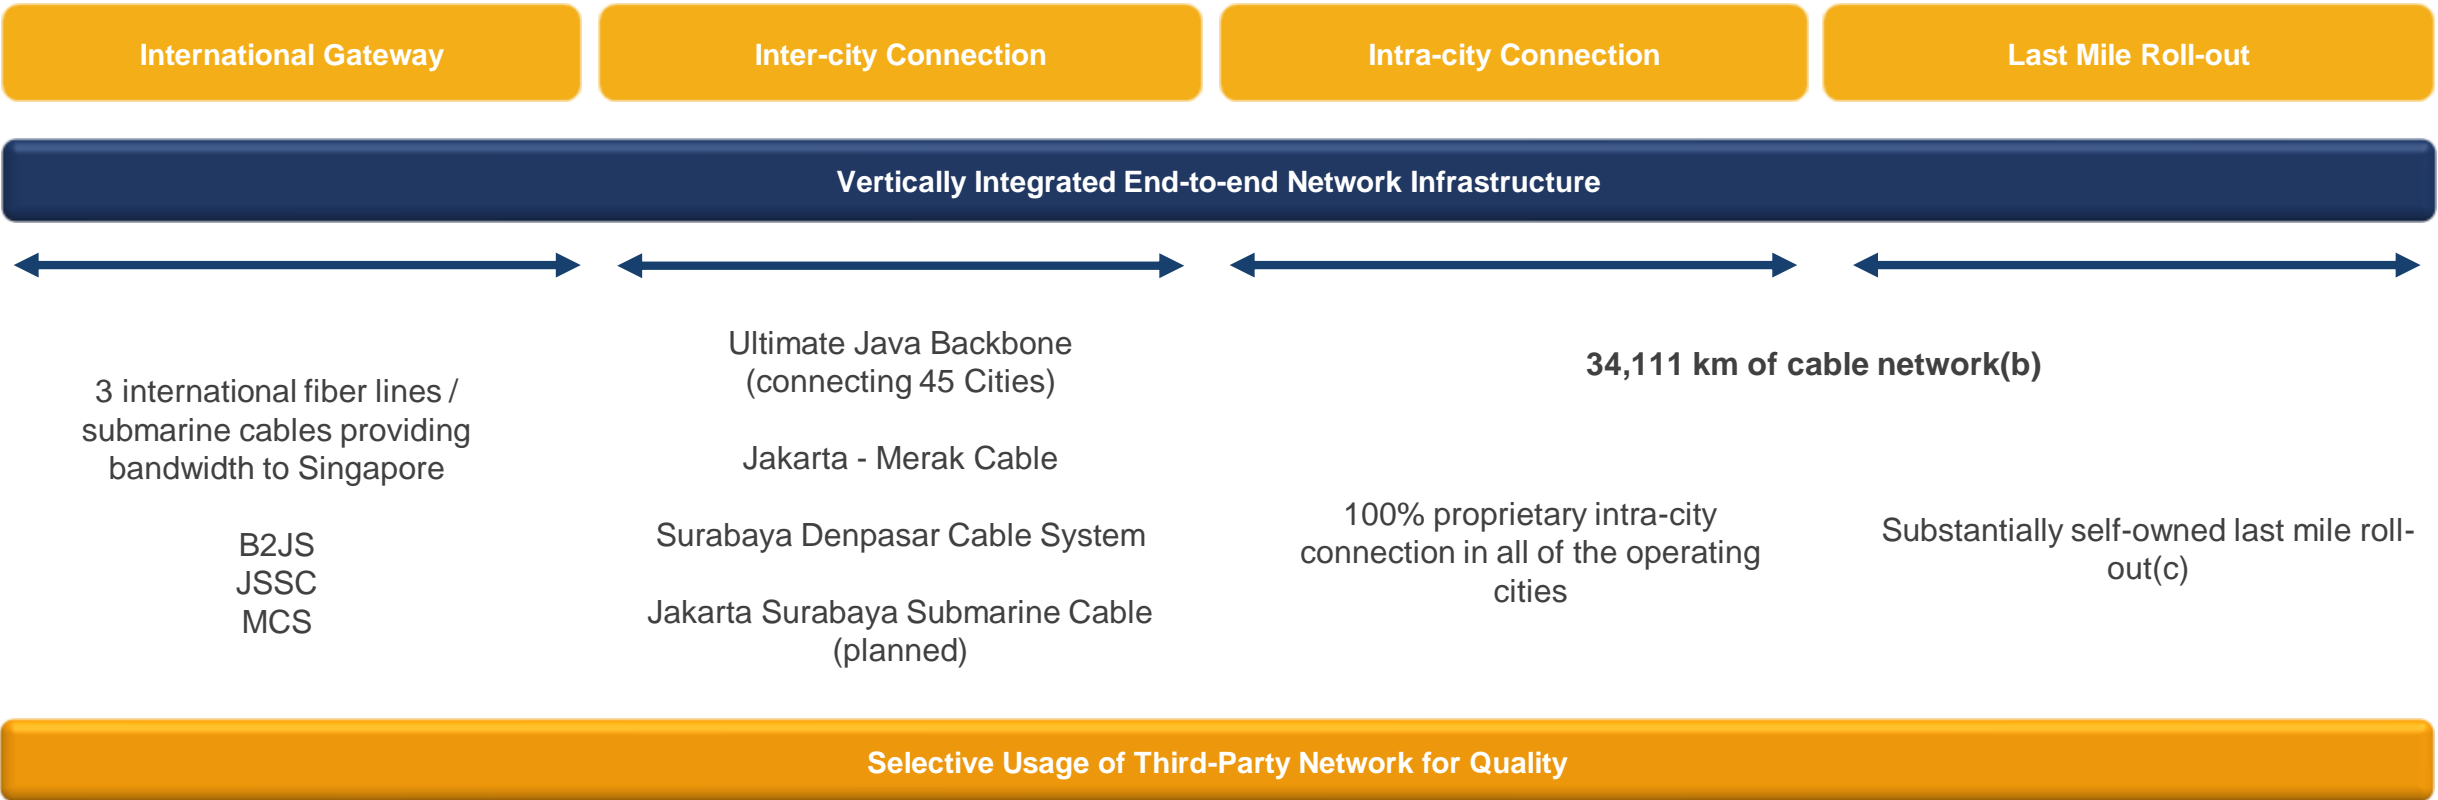 International Gateway
Inter-city Connection
Intra-city Connection
Last Mile Roll-out
Vertically Integrated End-to-end Network Infrastructure
3 international fiber lines /
submarine cables providing
bandwidth to Singapore
B2JS
JSSC
MCS
Ultimate Java Backbone
(connecting 45 Cities)
Jakarta - Merak Cable
Surabaya Denpasar Cable System
Jakarta Surabaya Submarine Cable
(planned)
34,111 km of cable network(b)
100% proprietary intra-city
connection in all of the operating
cities
Substantially self-owned last mile roll-
out(c)
Selective Usage of Third-Party Network for Quality